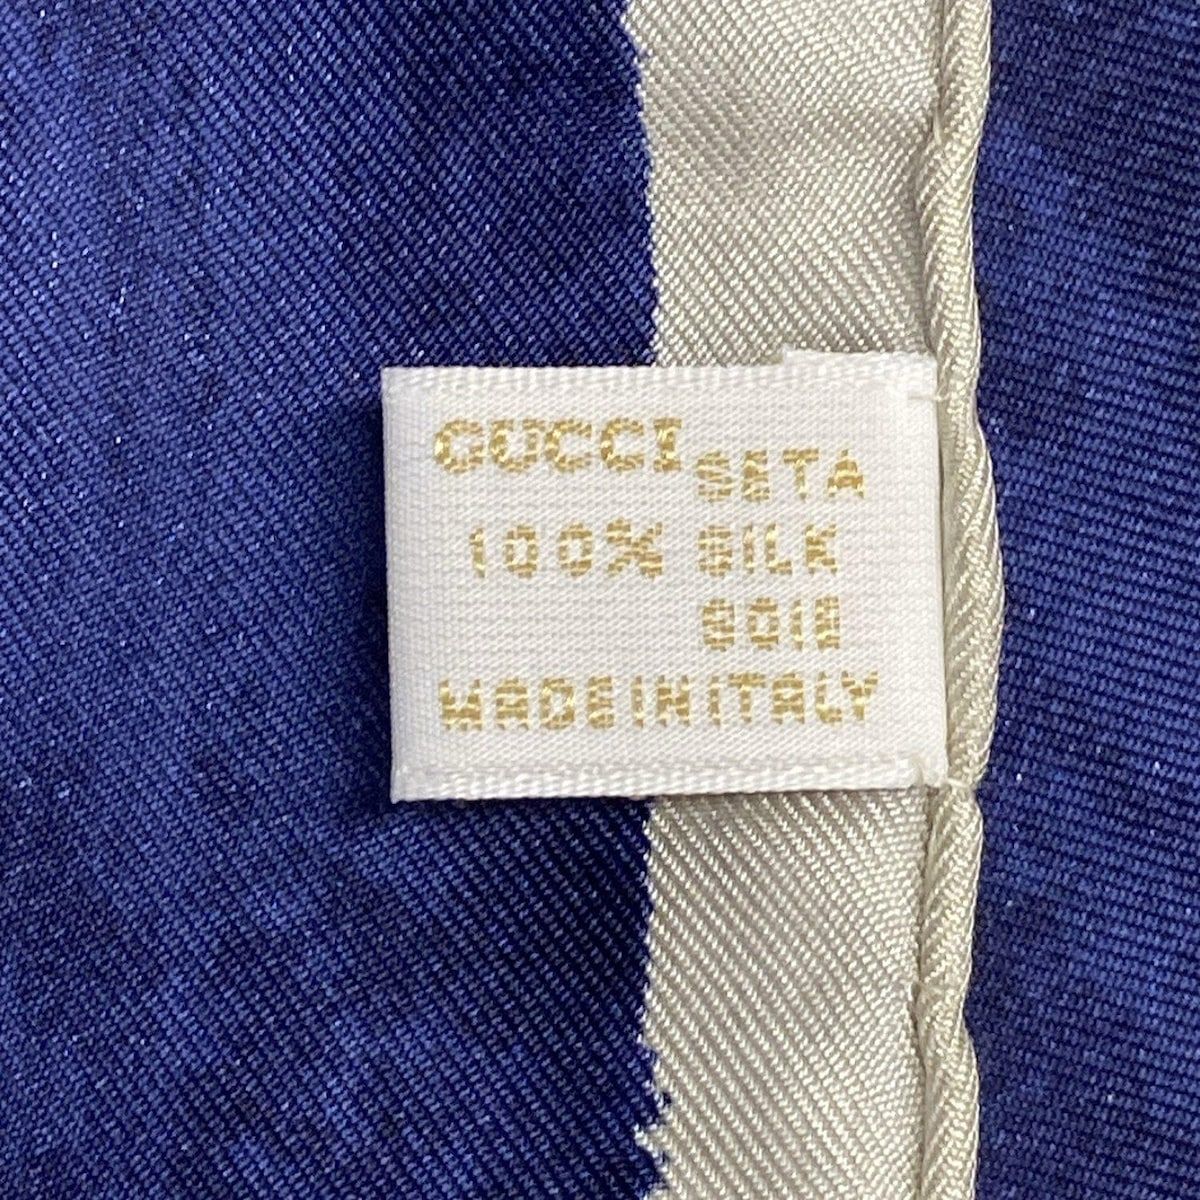 GUCCI
SETA
100% SILK
SOIE
MADE IN ITALY